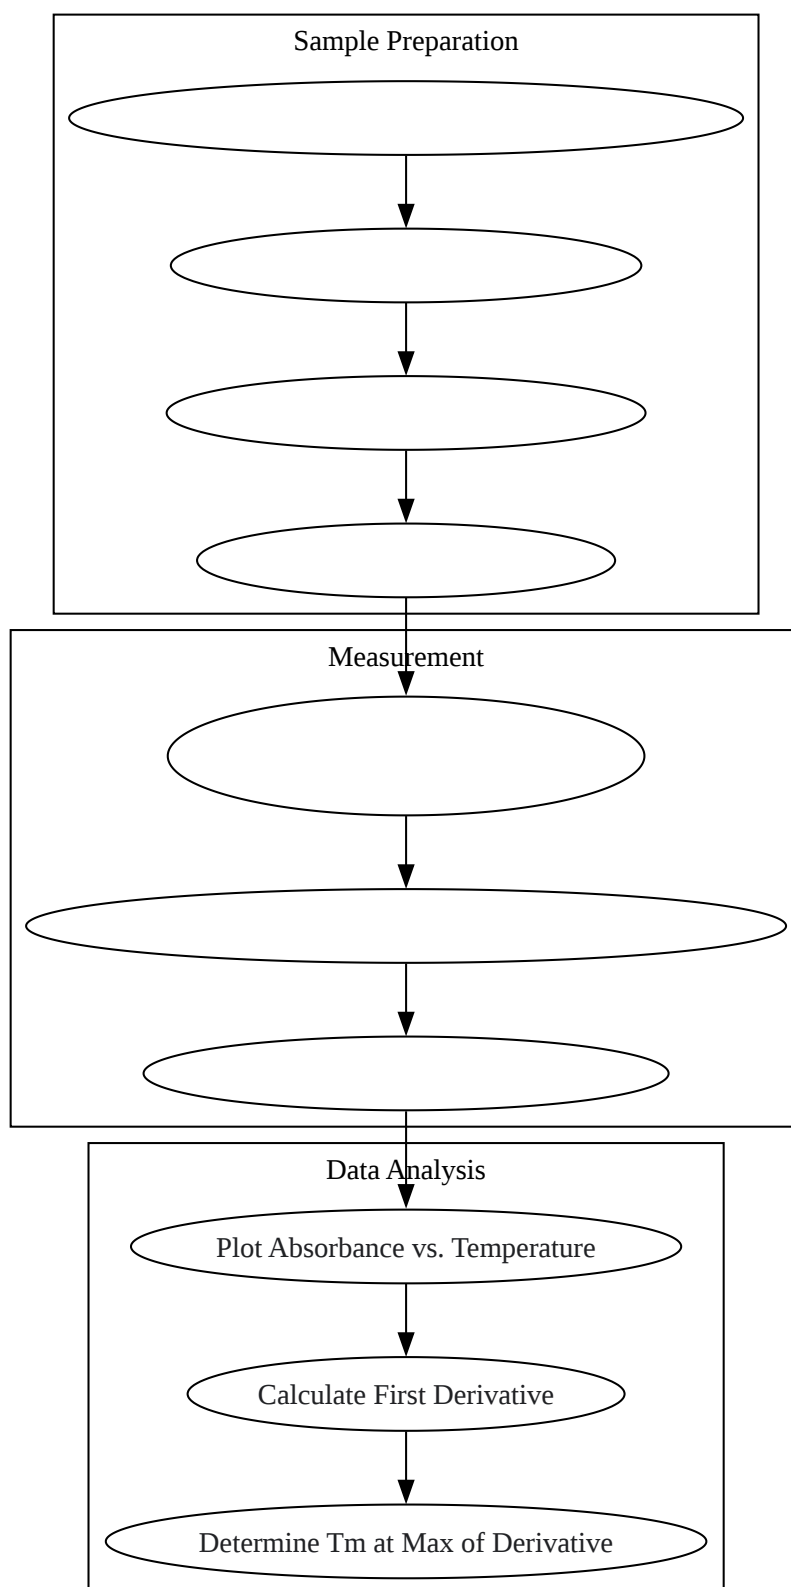 Sample Preparation
Measurement
Data Analysis
Plot Absorbance vs. Temperature
Calculate First Derivative
Determine Tm at Max of Derivative